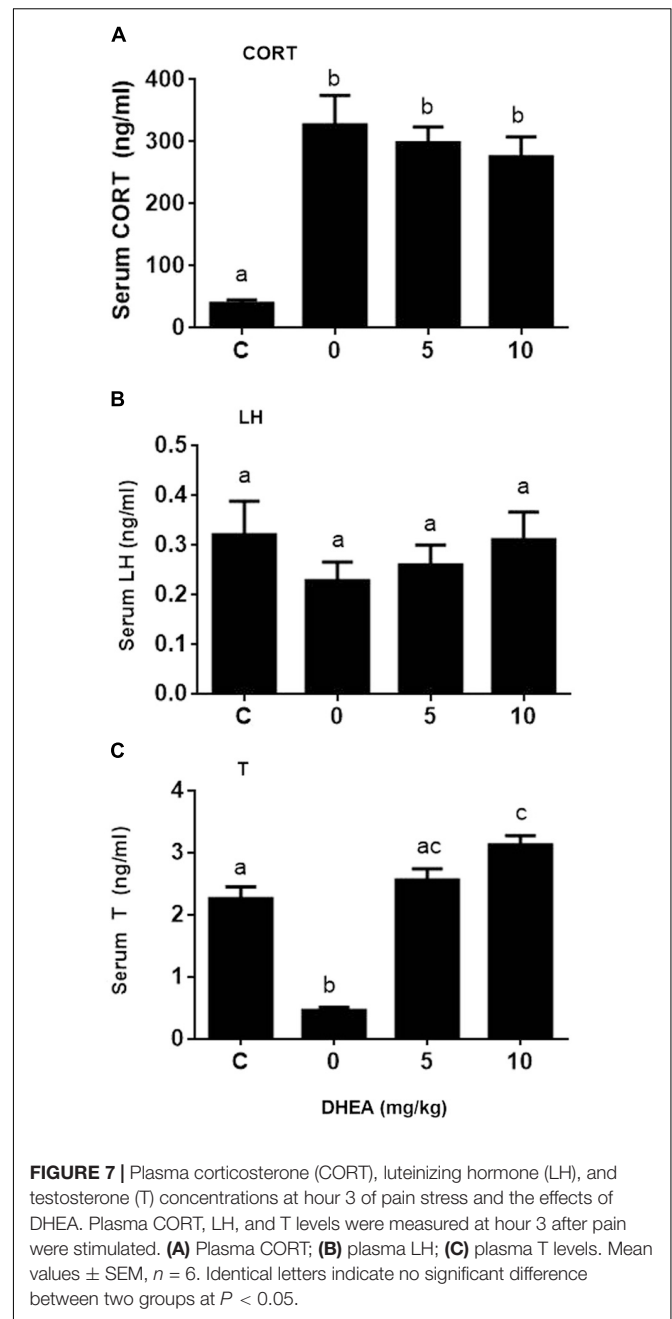 A
CORT
Serum CORT (ng/ml)
400
300
200
100
0
a
b
b
b
C 0 5 10
B
LH
Serum LH (ng/ml)
0.5
0.4
0.3
0.2
0.1
0.0
a
a
a
a
C 0 5 10
C
T
Serum T (ng/ml)
4
3
2
1
0
a
b
ac
c
C 0 5 10
DHEA (mg/kg)
FIGURE 7 | Plasma corticosterone (CORT), luteinizing hormone (LH), and
testosterone (T) concentrations at hour 3 of pain stress and the effects of
DHEA. Plasma CORT, LH, and T levels were measured at hour 3 after pain
were stimulated. (A) Plasma CORT; (B) plasma LH; (C) plasma T levels. Mean
values ± SEM, n = 6. Identical letters indicate no significant difference
between two groups at P < 0.05.